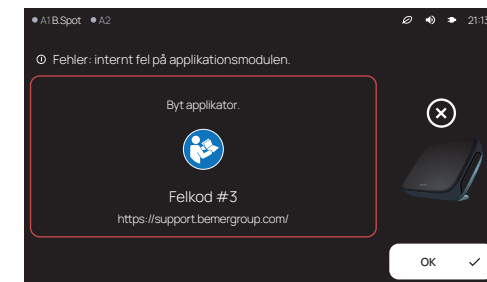 A1 B.Spot A2 21:13
Fehler: internt fel på applikationsmodulen.
Byt applikator.
Felkod #3
https://support.bemergroup.com/
OK